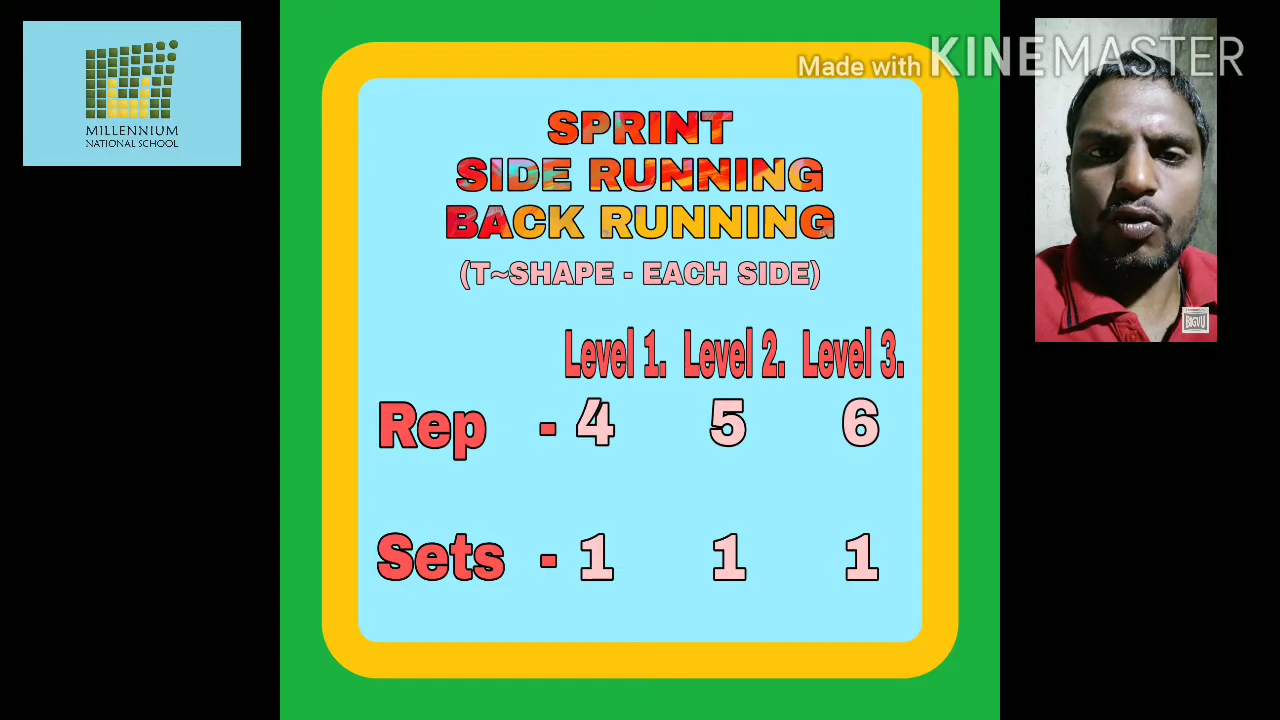 MILLENNIUM
NATIONAL SCHOOL
Made with KINEMASTER
SPRINT
SIDE RUNNING
BACK RUNNING
(T~SHAPE - EACH SIDE)
Level 1. Level 2. Level 3.
Rep - 4 5 6
Sets - 1 1 1
BIGVU